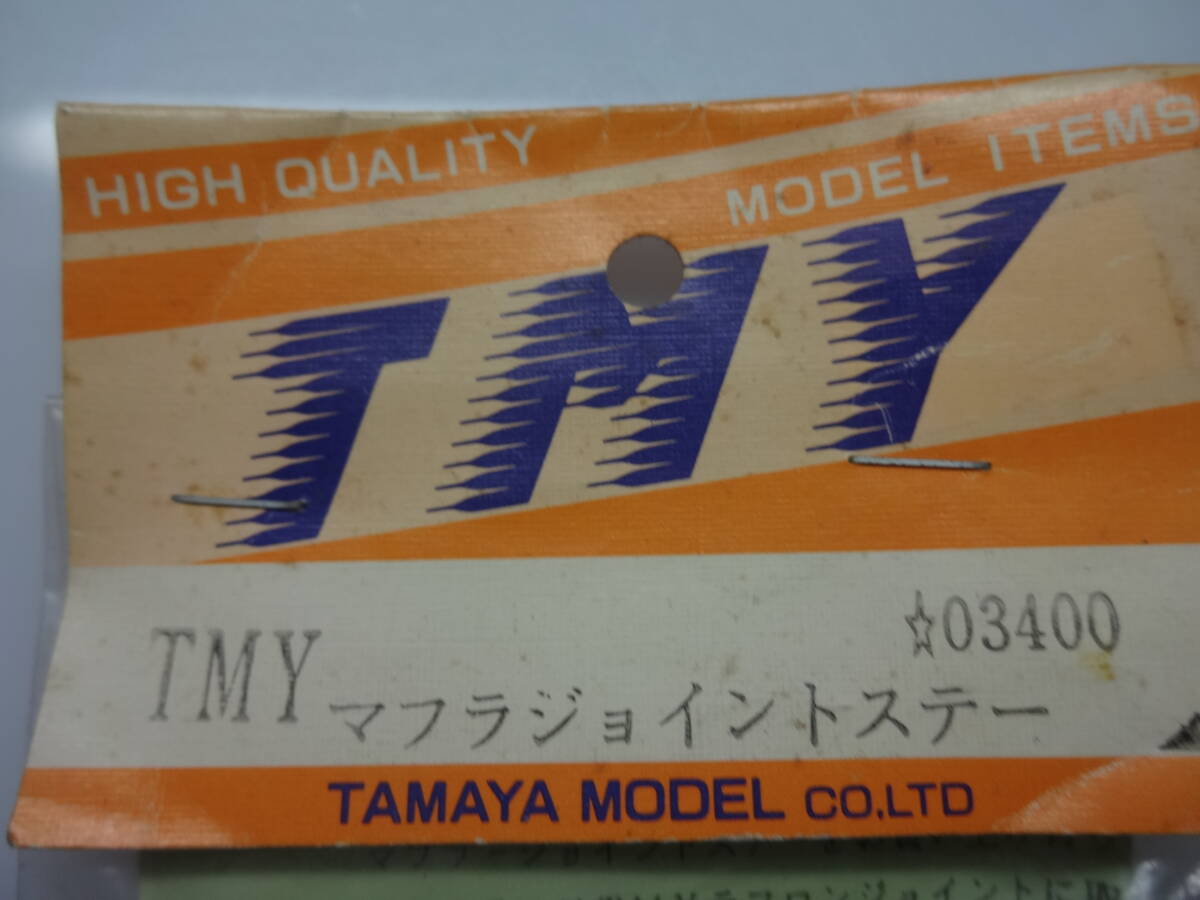 HIGH QUALITY
MODEL ITEMS
TMY
☆03400
TMY マフラジョイントステー
TAMAYA MODEL CO.LTD